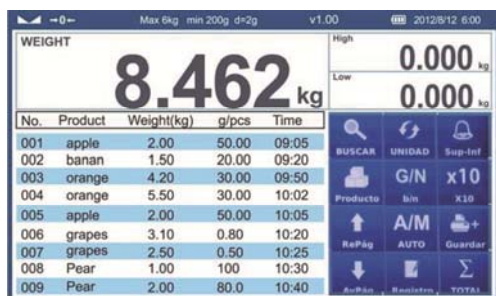 →0← Max 6kg min 200g d=2g v1.00 2012/8/12 6:00
WEIGHT
8.462 kg
High
0.000 kg
Low
0.000 kg
No. Product Weight(kg) g/pcs Time
001 apple 2.00 50.00 09:05
002 banan 1.50 20.00 09:20
003 orange 4.20 30.00 09:50
004 orange 5.50 30.00 10:02
005 apple 2.00 50.00 10:05
006 grapes 3.10 0.80 10:20
007 grapes 2.50 0.50 10:25
008 Pear 1.00 100 10:30
009 Pear 2.00 80.0 10:40
BUSCAR UNIDAD Sup-Inf
G/N x10
Producto b/n X10
A/M
RePág AUTO Guardar
Σ
AvPág Registro TOTAL